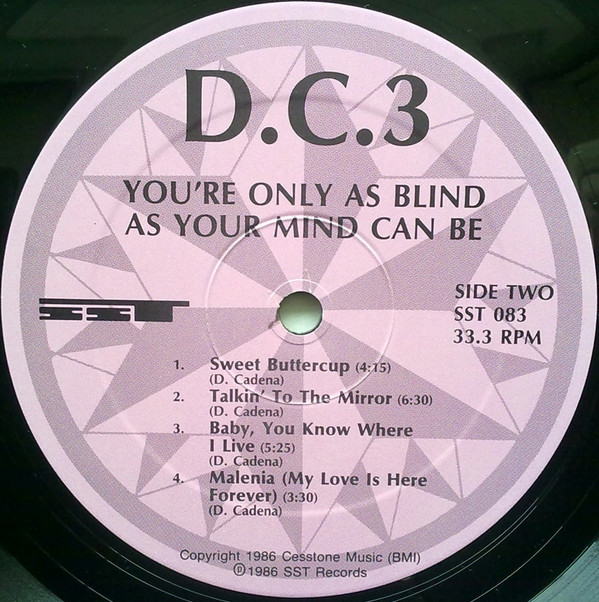 D.C.3
YOU'RE ONLY AS BLIND
AS YOUR MIND CAN BE
SST
SIDE TWO
SST 083
33.3 RPM
1. Sweet Buttercup (4:15)
(D. Cadena)
2. Talkin' To The Mirror (6:30)
(D. Cadena)
3. Baby, You Know Where
I Live (5:25)
(D. Cadena)
4. Malenia (My Love Is Here
Forever) (3:30)
(D. Cadena)
Copyright 1986 Cesstone Music (BMI)
℗1986 SST Records